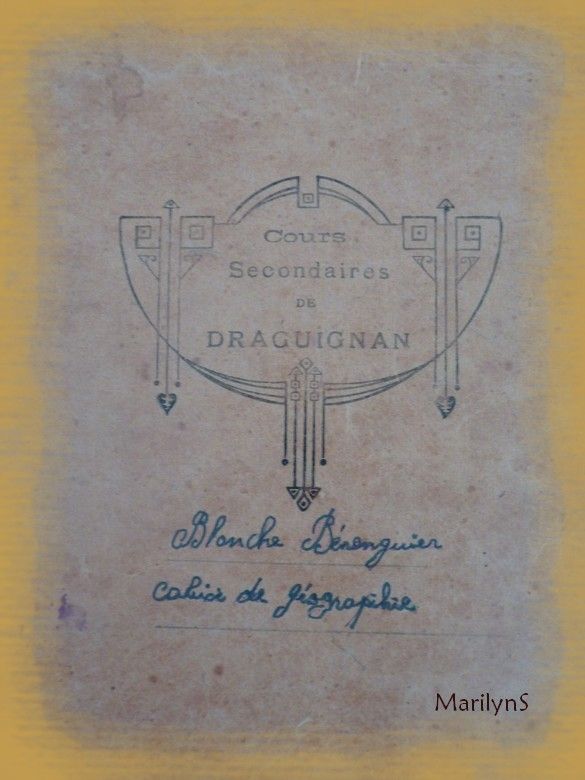 Cours
Secondaires
DE
DRAGUIGNAN
Blanche Bérenguier
cahier de géographie
MarilynS